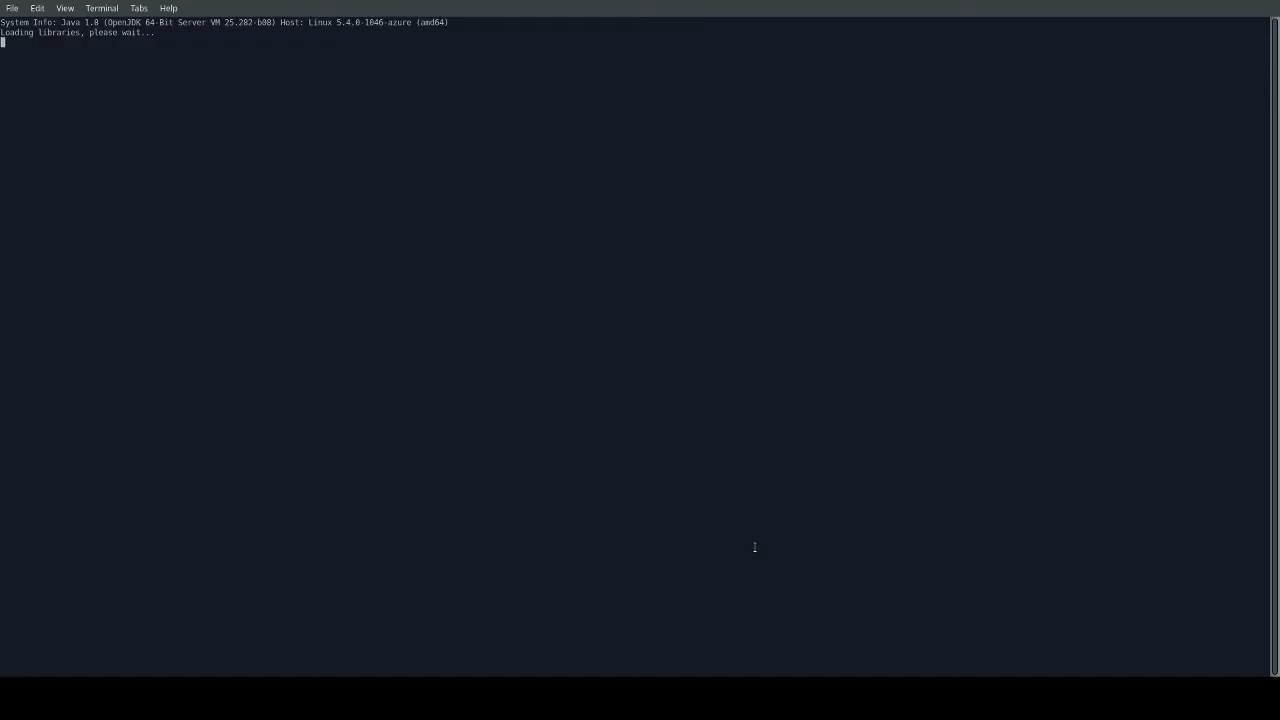 File Edit View Terminal Tabs Help
System Info: Java 1.8 (OpenJDK 64-Bit Server VM 25.282-b08) Host: Linux 5.4.0-1046-azure (amd64)
Loading libraries, please wait...